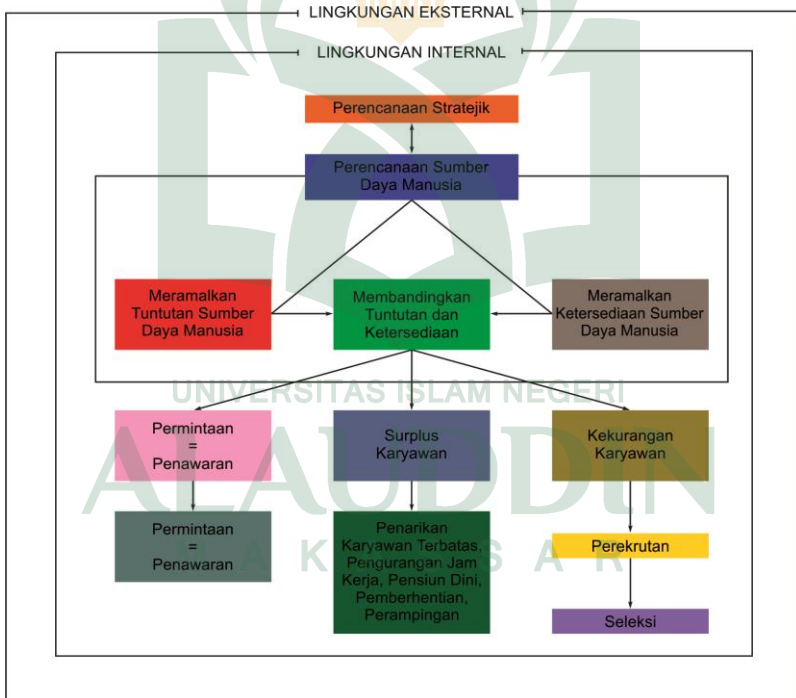 LINGKUNGAN EKSTERNAL
LINGKUNGAN INTERNAL
Perencanaan Stratejik
Perencanaan Sumber
Daya Manusia
Meramalkan
Tuntutan Sumber
Daya Manusia
Membandingkan
Tuntutan dan
Ketersediaan
Meramalkan
Ketersediaan Sumber
Daya Manusia
UNIVERSITAS ISLAM NEGERI
Permintaan
=
Penawaran
Surplus
Karyawan
Kekurangan
Karyawan
ALAUDDIN
Permintaan
=
Penawaran
Penarikan
Karyawan Terbatas,
Pengurangan Jam
Kerja, Pensiun Dini,
Pemberhentian,
Perampingan
Perekrutan
Seleksi